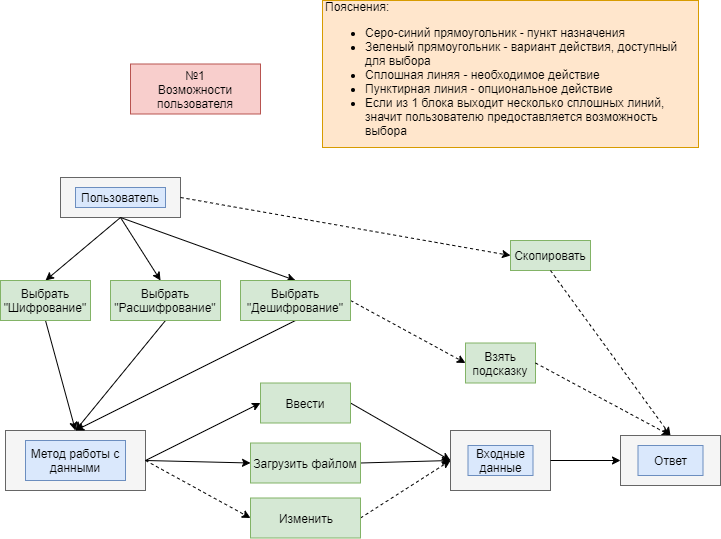 Пояснения:
Серо-синий прямоугольник - пункт назначения
Зеленый прямоугольник - вариант действия, доступный
для выбора
Сплошная линяя - необходимое действие
Пунктирная линия - опциональное действие
Если из 1 блока выходит несколько сплошных линий,
значит пользователю предоставляется возможность
выбора
№1
Возможности
пользователя
Пользователь
Скопировать
Выбрать
"Шифрование"
Выбрать
"Расшифрование"
Выбрать
"Дешифрование"
Взять
подсказку
Ввести
Метод работы с
данными
Загрузить файлом
Входные
данные
Ответ
Изменить